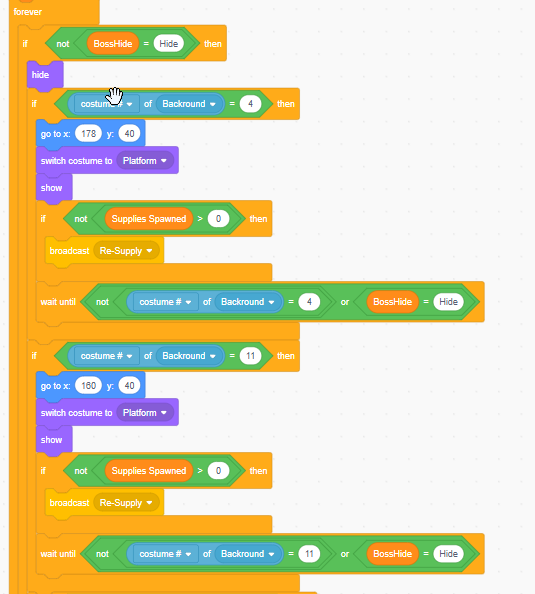 forever
if not BossHide = Hide then
hide
if costume # of Backround = 4 then
go to x: 178 y: 40
switch costume to Platform
show
if not Supplies Spawned > 0 then
broadcast Re-Supply
wait until not costume # of Backround = 4 or BossHide = Hide
if costume # of Backround = 11 then
go to x: 160 y: 40
switch costume to Platform
show
if not Supplies Spawned > 0 then
broadcast Re-Supply
wait until not costume # of Backround = 11 or BossHide = Hide